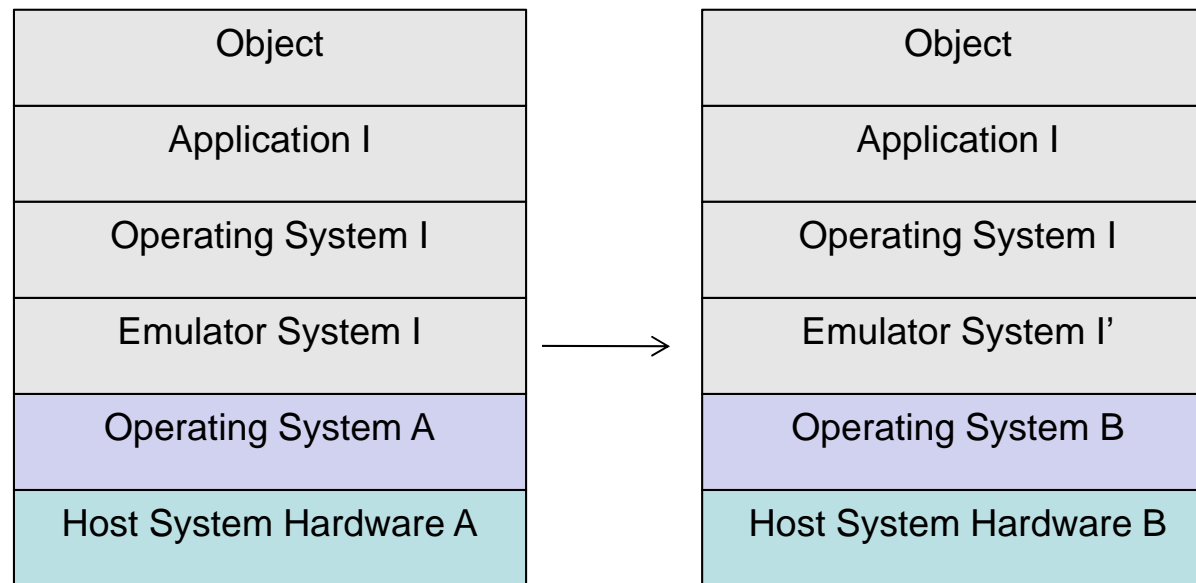 Object
Application I
Operating System I
Emulator System I
Operating System A
Host System Hardware A
Object
Application I
Operating System I
Emulator System I’
Operating System B
Host System Hardware B